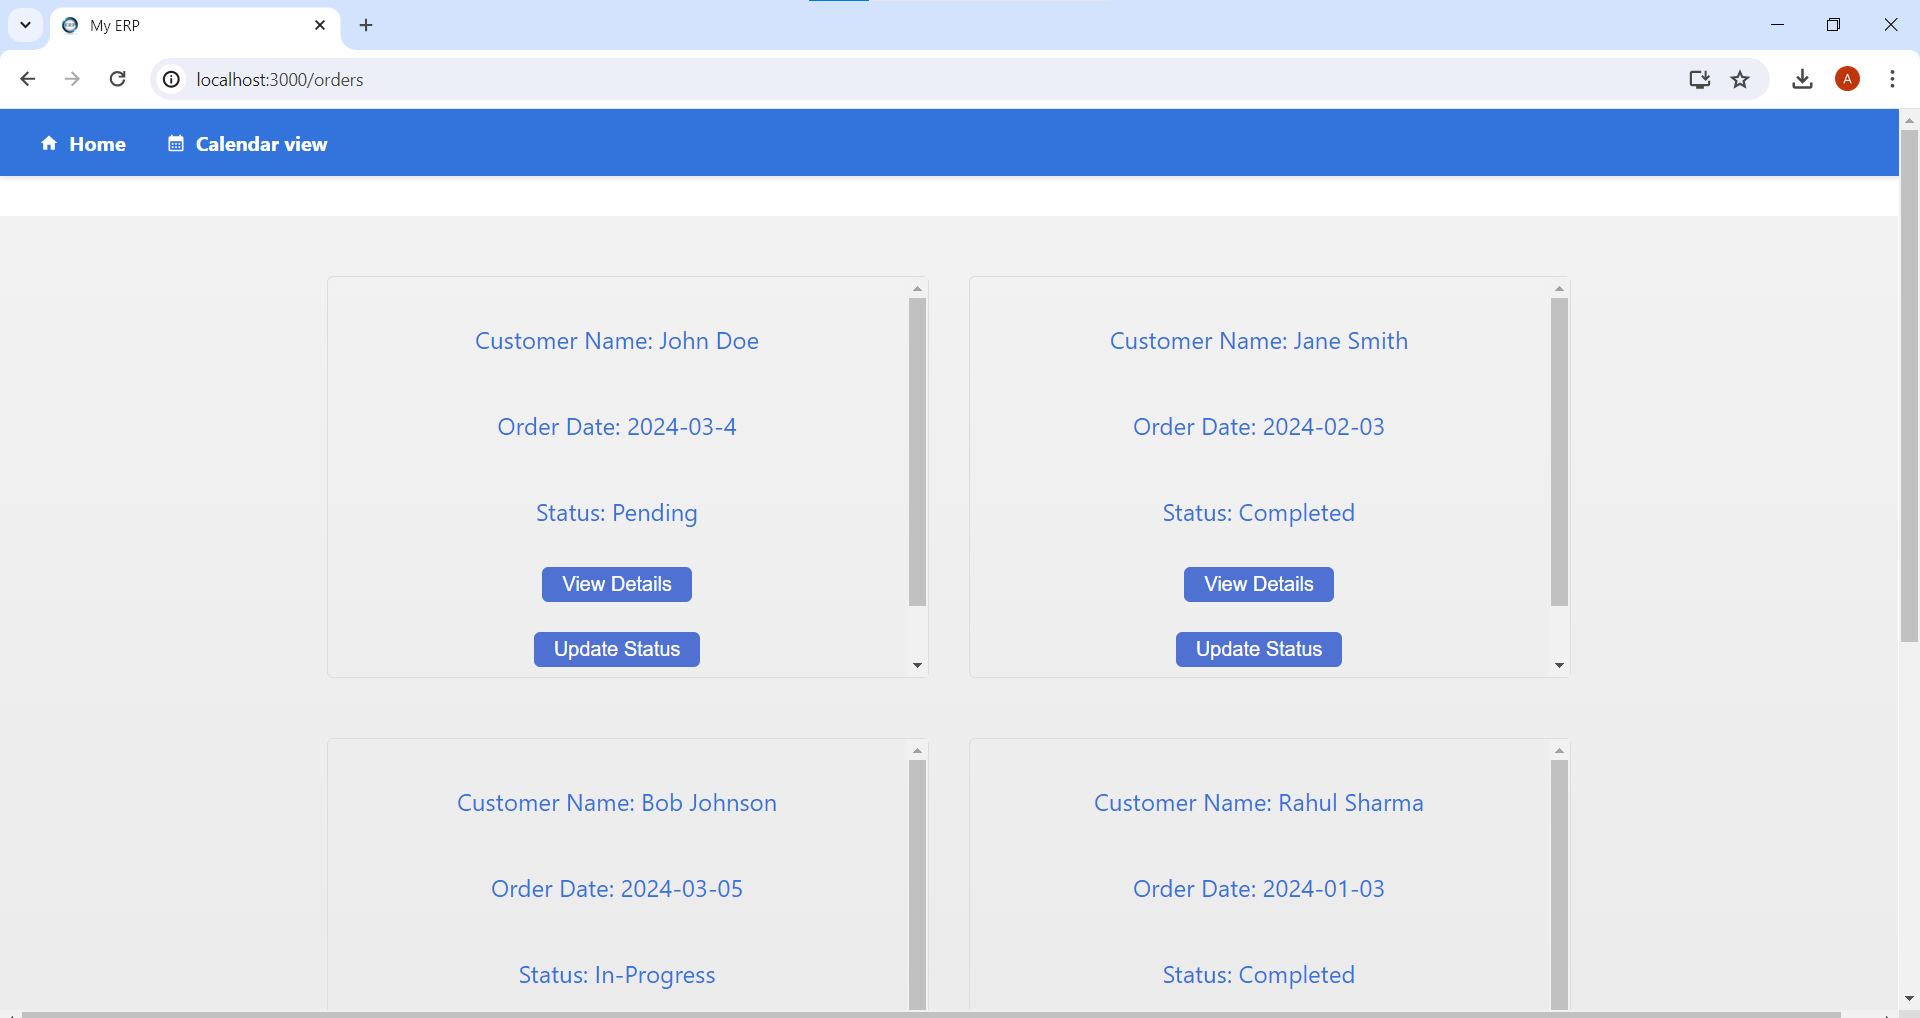 My ERP
localhost:3000/orders
A
Home
Calendar view
Customer Name: John Doe
Order Date: 2024-03-4
Status: Pending
View Details
Update Status
Customer Name: Jane Smith
Order Date: 2024-02-03
Status: Completed
View Details
Update Status
Customer Name: Bob Johnson
Order Date: 2024-03-05
Status: In-Progress
Customer Name: Rahul Sharma
Order Date: 2024-01-03
Status: Completed